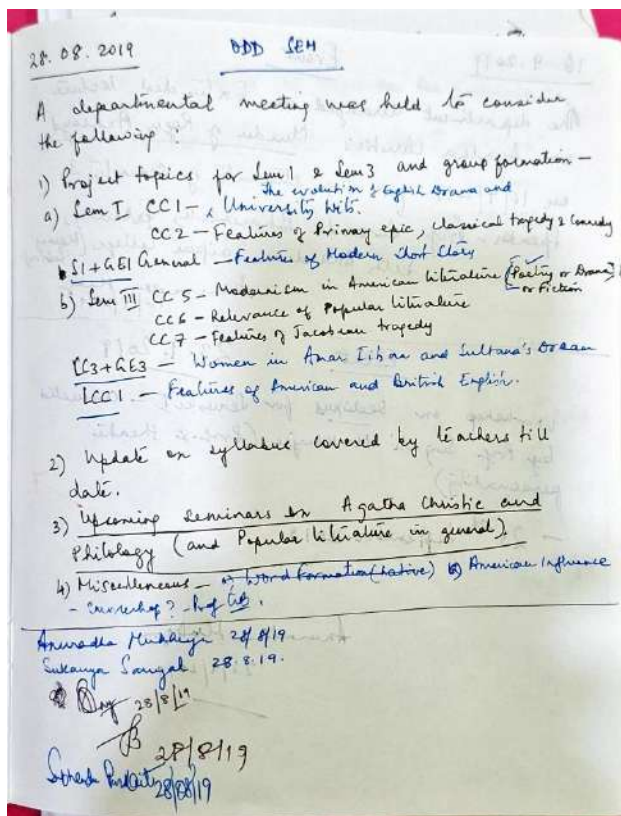 28.08.2019 ODD SEM
A departmental meeting was held to consider
the following :
1) Project topics for Sem 1 & Sem 3 and group formation –
a) Sem I CC1 – The evolution of English Drama and
University Wits.
CC2 – Features of Primary epic, classical tragedy & comedy
General – Features of Modern Short Story
b) Sem III CC5 – Modernism in American literature (Poetry or Drama)
or Fiction
CC6 – Relevance of Popular literature
CC7 – Features of Jacobean tragedy
CC3+GE3 – Women in Amar Jiban and Sultana's Dream
LCC1. – Features of American and British English.
2) Update on syllabus covered by teachers till
date.
3) Upcoming Seminars on Agatha Christie and
Philology (and Popular literature in general).
4) Miscellaneous – a) Word Formation (Native) b) American Influence
Prof
Anuradha Mukherji 28/8/19
Sukanya Sanyal 28.8.19.
28/8/19
28/8/19
28/08/19